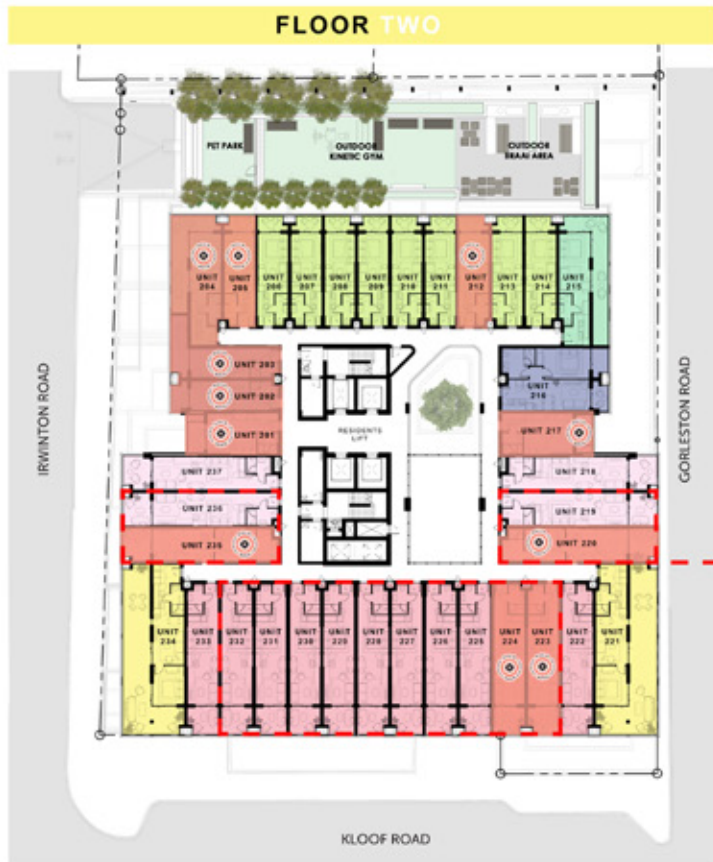 FLOOR TWO
PET PARK
OUTDOOR
KINETIC GYM
OUTDOOR
BRAAI AREA
UNIT
204
UNIT
205
UNIT
206
UNIT
207
UNIT
208
UNIT
209
UNIT
210
UNIT
211
UNIT
212
UNIT
213
UNIT
214
UNIT
215
UNIT 203
UNIT 202
UNIT 201
UNIT
216
UNIT 217
RESIDENTS
LIFT
UNIT 237
UNIT 236
UNIT 235
UNIT 218
UNIT 219
UNIT 220
UNIT
234
UNIT
233
UNIT
232
UNIT
231
UNIT
230
UNIT
229
UNIT
228
UNIT
227
UNIT
226
UNIT
225
UNIT
224
UNIT
223
UNIT
222
UNIT
221
IRWINTON ROAD
GORLESTON ROAD
KLOOF ROAD